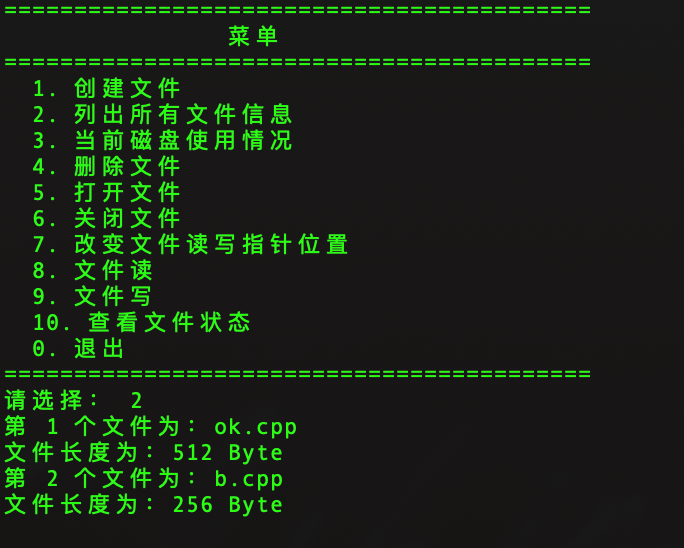 ==========================================
菜单
==========================================
1. 创建文件
2. 列出所有文件信息
3. 当前磁盘使用情况
4. 删除文件
5. 打开文件
6. 关闭文件
7. 改变文件读写指针位置
8. 文件读
9. 文件写
10. 查看文件状态
0. 退出
==========================================
请选择： 2
第 1 个文件为：ok.cpp
文件长度为：512 Byte
第 2 个文件为：b.cpp
文件长度为：256 Byte